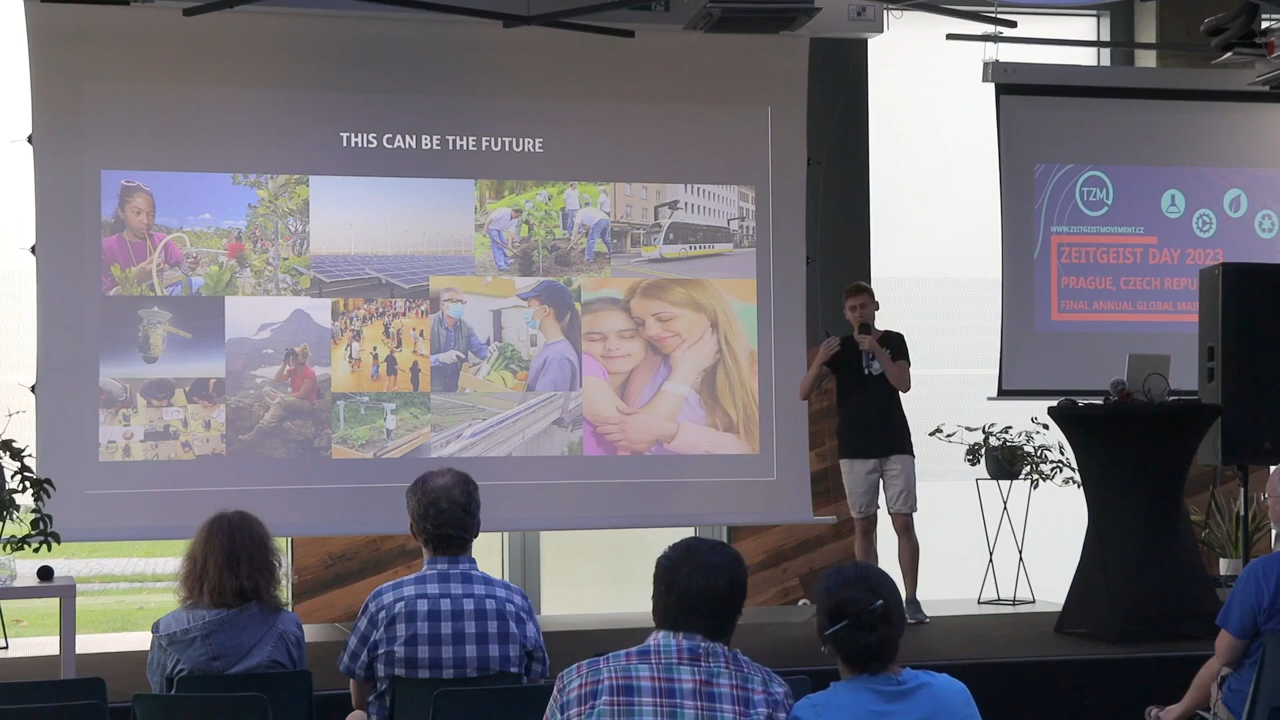 THIS CAN BE THE FUTURE
TZM
WWW.ZEITGEISTMOVEMENT.CZ
ZEITGEIST DAY 2023
PRAGUE, CZECH REPU
FINAL ANNUAL GLOBAL MAI